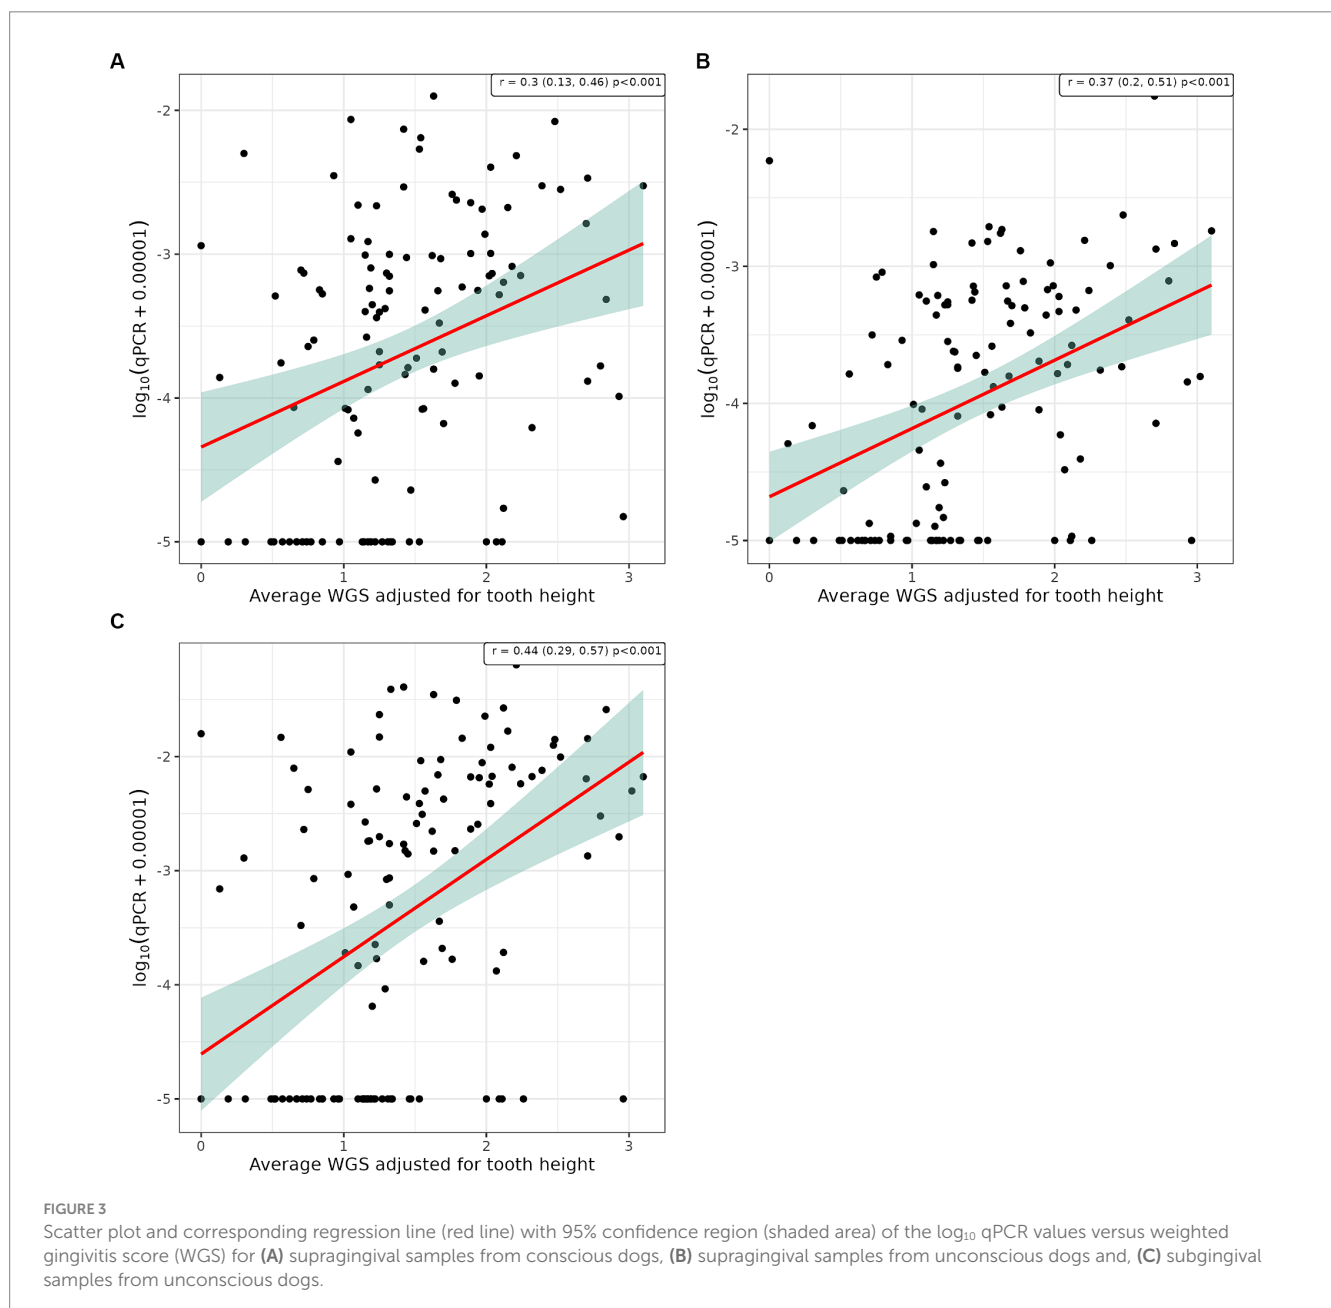 A
r = 0.3 (0.13, 0.46) p<0.001
-2
-3
-4
-5
log₁₀(qPCR + 0.00001)
0 1 2 3
Average WGS adjusted for tooth height
B
r = 0.37 (0.2, 0.51) p<0.001
-2
-3
-4
-5
log₁₀(qPCR + 0.00001)
0 1 2 3
Average WGS adjusted for tooth height
C
r = 0.44 (0.29, 0.57) p<0.001
-2
-3
-4
-5
log₁₀(qPCR + 0.00001)
0 1 2 3
Average WGS adjusted for tooth height
FIGURE 3
Scatter plot and corresponding regression line (red line) with 95% confidence region (shaded area) of the log₁₀ qPCR values versus weighted
gingivitis score (WGS) for (A) supragingival samples from conscious dogs, (B) supragingival samples from unconscious dogs and, (C) subgingival
samples from unconscious dogs.